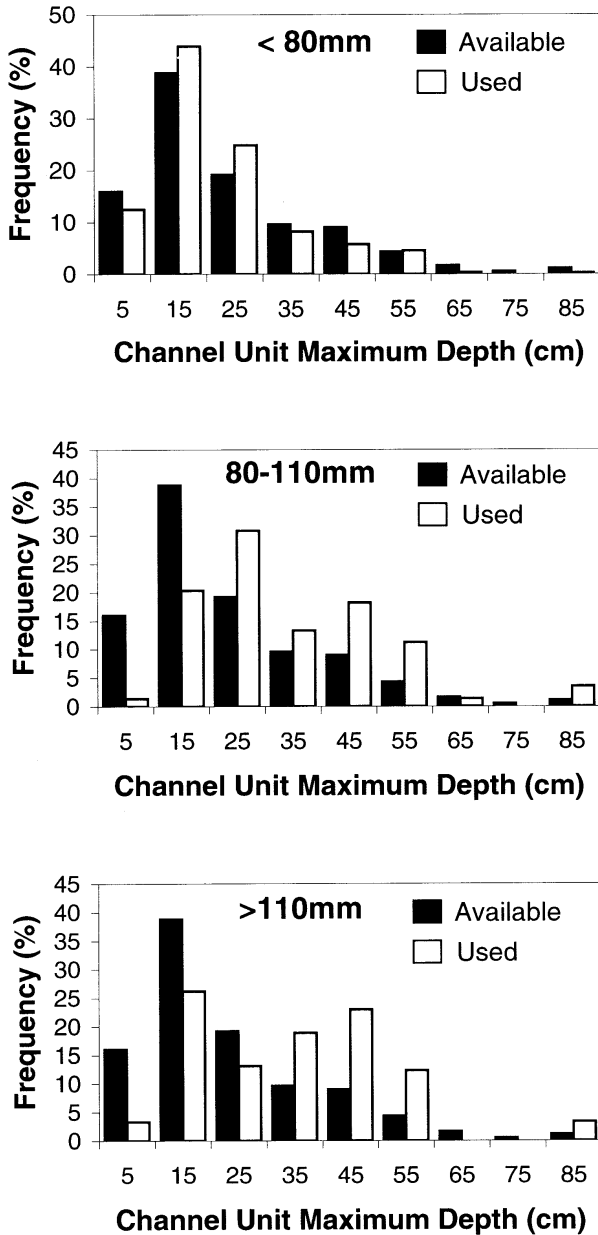 50
< 80mm
Available
40
Used
30
20
10
0
Frequency (%)
5 15 25 35 45 55 65 75 85
Channel Unit Maximum Depth (cm)
45
80-110mm
Available
40
35
Used
30
25
20
15
10
5
0
Frequency (%)
5 15 25 35 45 55 65 75 85
Channel Unit Maximum Depth (cm)
45
>110mm
Available
40
35
Used
30
25
20
15
10
5
0
Frequency (%)
5 15 25 35 45 55 65 75 85
Channel Unit Maximum Depth (cm)